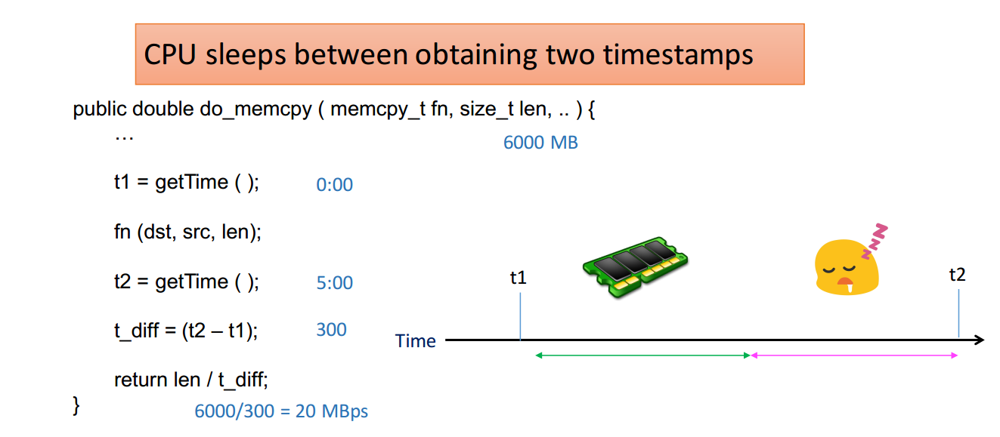 CPU sleeps between obtaining two timestamps
public double do_memcpy ( memcpy_t fn, size_t len, .. ) {
…
6000 MB
t1 = getTime ( );
0:00
fn (dst, src, len);
t2 = getTime ( );
5:00
t_diff = (t2 – t1);
300
return len / t_diff;
}
6000/300 = 20 MBps
t1
z
z
z
t2
Time